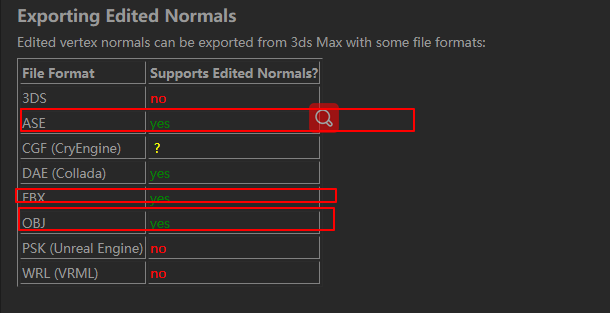 Exporting Edited Normals
Edited vertex normals can be exported from 3ds Max with some file formats:
File Format Supports Edited Normals?
3DS no
ASE yes
CGF (CryEngine) ?
DAE (Collada) yes
FBX yes
OBJ yes
PSK (Unreal Engine) no
WRL (VRML) no